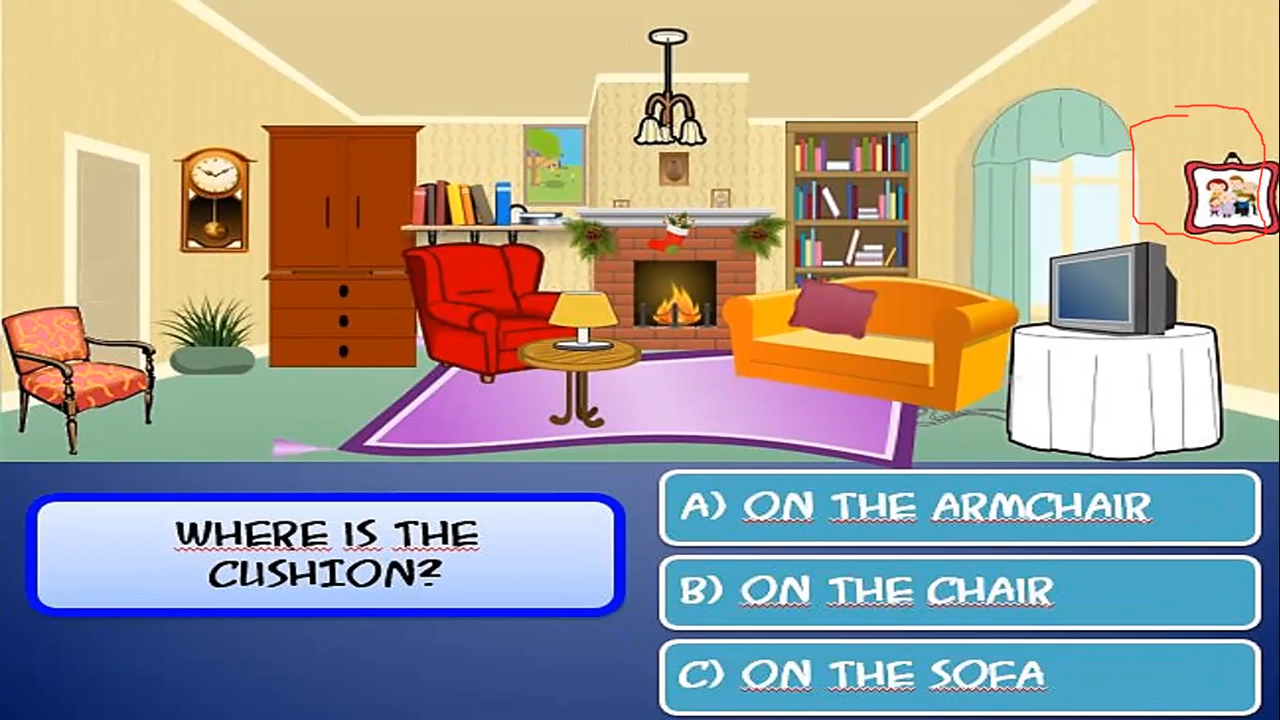 WHERE IS THE
CUSHION?
A) ON THE ARMCHAIR
B) ON THE CHAIR
C) ON THE SOFA